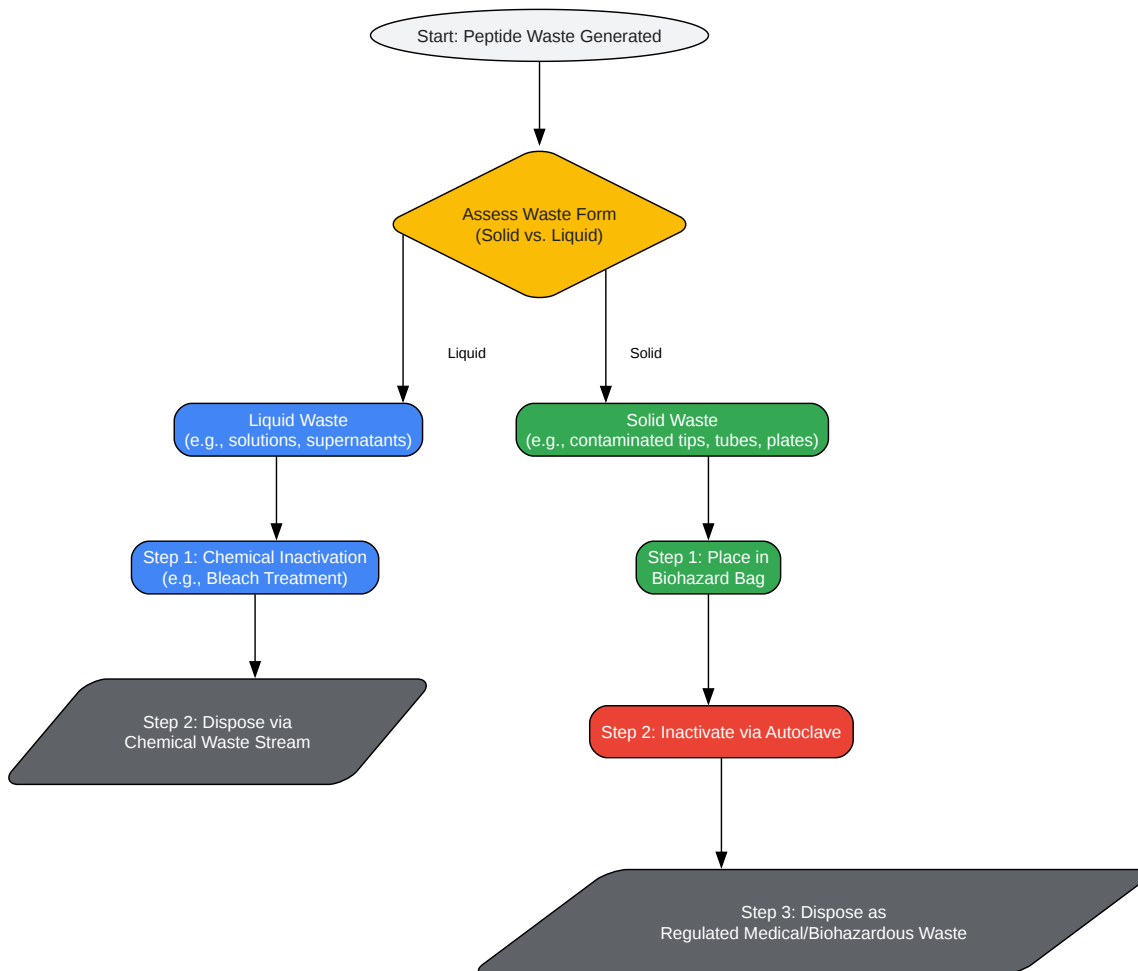 Start: Peptide Waste Generated
Assess Waste Form
(Solid vs. Liquid)
Liquid
Solid
Liquid Waste
(e.g., solutions, supernatants)
Solid Waste
(e.g., contaminated tips, tubes, plates)
Step 1: Chemical Inactivation
(e.g., Bleach Treatment)
Step 1: Place in
Biohazard Bag
Step 2: Dispose via
Chemical Waste Stream
Step 2: Inactivate via Autoclave
Step 3: Dispose as
Regulated Medical/Biohazardous Waste